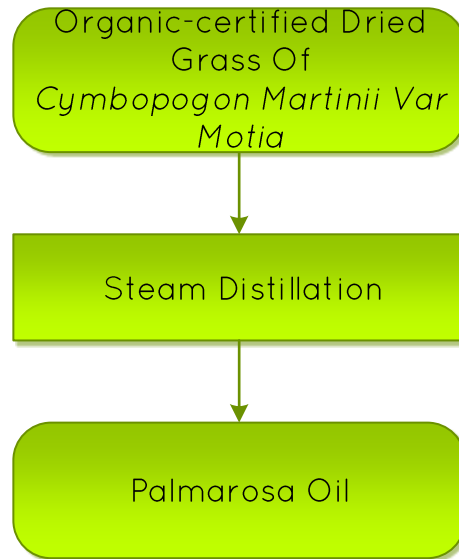 Organic-certified Dried
Grass Of
Cymbopogon Martinii Var
Motia
Steam Distillation
Palmarosa Oil